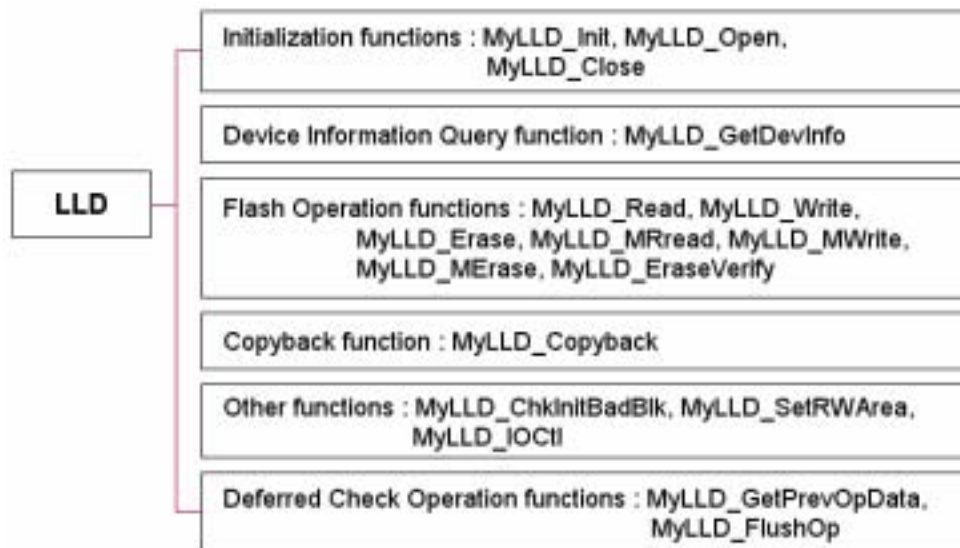 Initialization functions : MyLLD_Init, MyLLD_Open,
MyLLD_Close
Device Information Query function : MyLLD_GetDevInfo
LLD
Flash Operation functions : MyLLD_Read, MyLLD_Write,
MyLLD_Erase, MyLLD_MRread, MyLLD_MWrite,
MyLLD_MErase, MyLLD_EraseVerify
Copyback function : MyLLD_Copyback
Other functions : MyLLD_ChkInitBadBlk, MyLLD_SetRWArea,
MyLLD_IOCtl
Deferred Check Operation functions : MyLLD_GetPrevOpData,
MyLLD_FlushOp